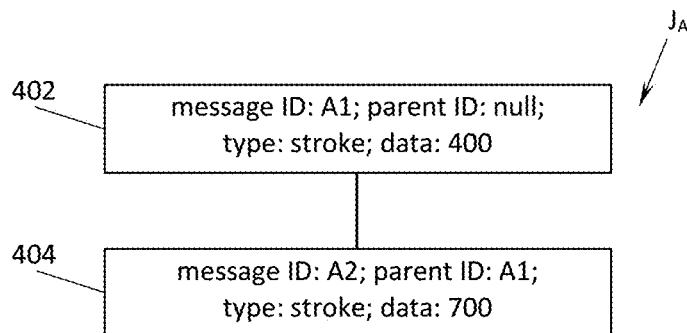 J_A
402
message ID: A1; parent ID: null;
type: stroke; data: 400
404
message ID: A2; parent ID: A1;
type: stroke; data: 700